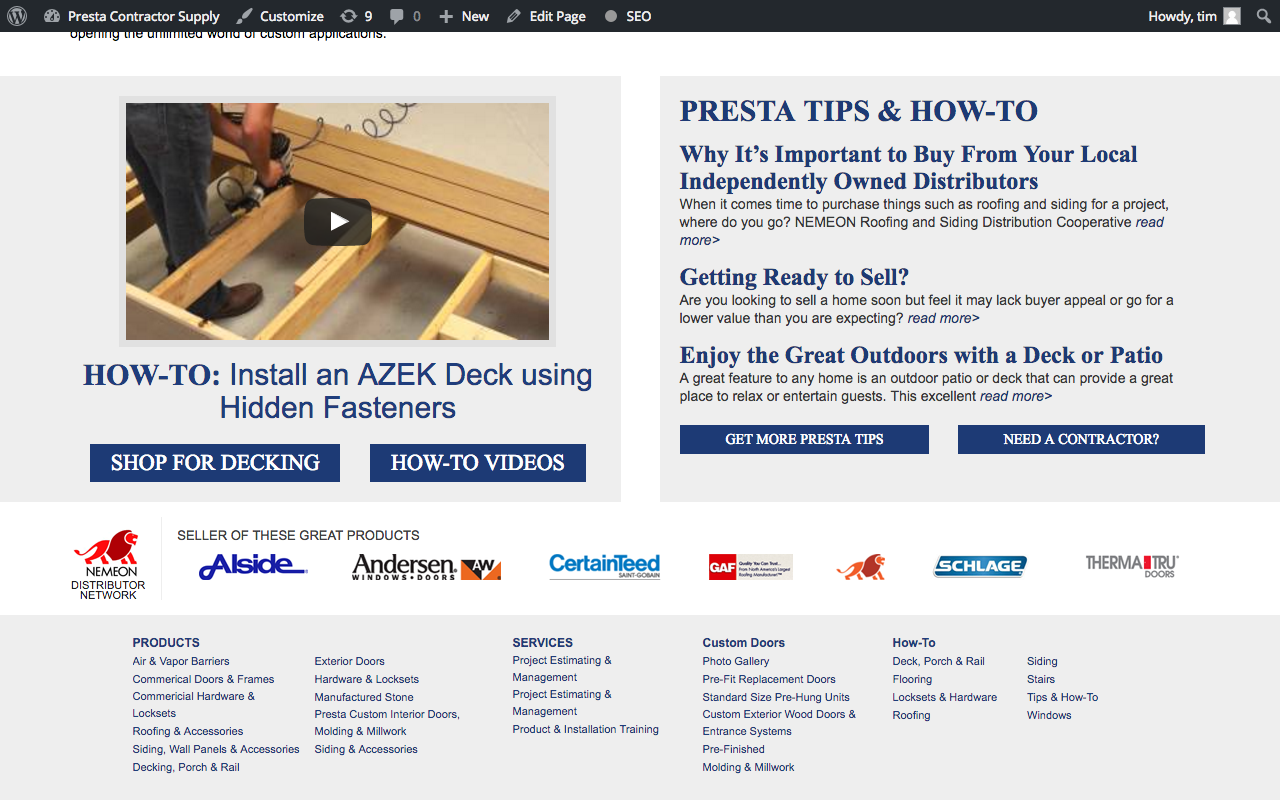 Presta Contractor Supply Customize 9 0 New Edit Page SEO Howdy, tim
opening the unlimited world of custom applications.
HOW-TO: Install an AZEK Deck using
Hidden Fasteners
SHOP FOR DECKING HOW-TO VIDEOS
PRESTA TIPS & HOW-TO
Why It’s Important to Buy From Your Local
Independently Owned Distributors
When it comes time to purchase things such as roofing and siding for a project,
where do you go? NEMEON Roofing and Siding Distribution Cooperative read
more>
Getting Ready to Sell?
Are you looking to sell a home soon but feel it may lack buyer appeal or go for a
lower value than you are expecting? read more>
Enjoy the Great Outdoors with a Deck or Patio
A great feature to any home is an outdoor patio or deck that can provide a great
place to relax or entertain guests. This excellent read more>
GET MORE PRESTA TIPS NEED A CONTRACTOR?
NEMEON
DISTRIBUTOR
NETWORK
SELLER OF THESE GREAT PRODUCTS
Alside
Andersen
WINDOWS • DOORS
AW
CertainTeed
SAINT-GOBAIN
GAF
Quality You Can Trust...
From North America's Largest
Roofing Manufacturer!™
SCHLAGE
THERMA TRU
DOORS
PRODUCTS
Air & Vapor Barriers
Commerical Doors & Frames
Commericial Hardware &
Locksets
Roofing & Accessories
Siding, Wall Panels & Accessories
Decking, Porch & Rail
Exterior Doors
Hardware & Locksets
Manufactured Stone
Presta Custom Interior Doors,
Molding & Millwork
Siding & Accessories
SERVICES
Project Estimating &
Management
Project Estimating &
Management
Product & Installation Training
Custom Doors
Photo Gallery
Pre-Fit Replacement Doors
Standard Size Pre-Hung Units
Custom Exterior Wood Doors &
Entrance Systems
Pre-Finished
Molding & Millwork
How-To
Deck, Porch & Rail
Flooring
Locksets & Hardware
Roofing
Siding
Stairs
Tips & How-To
Windows